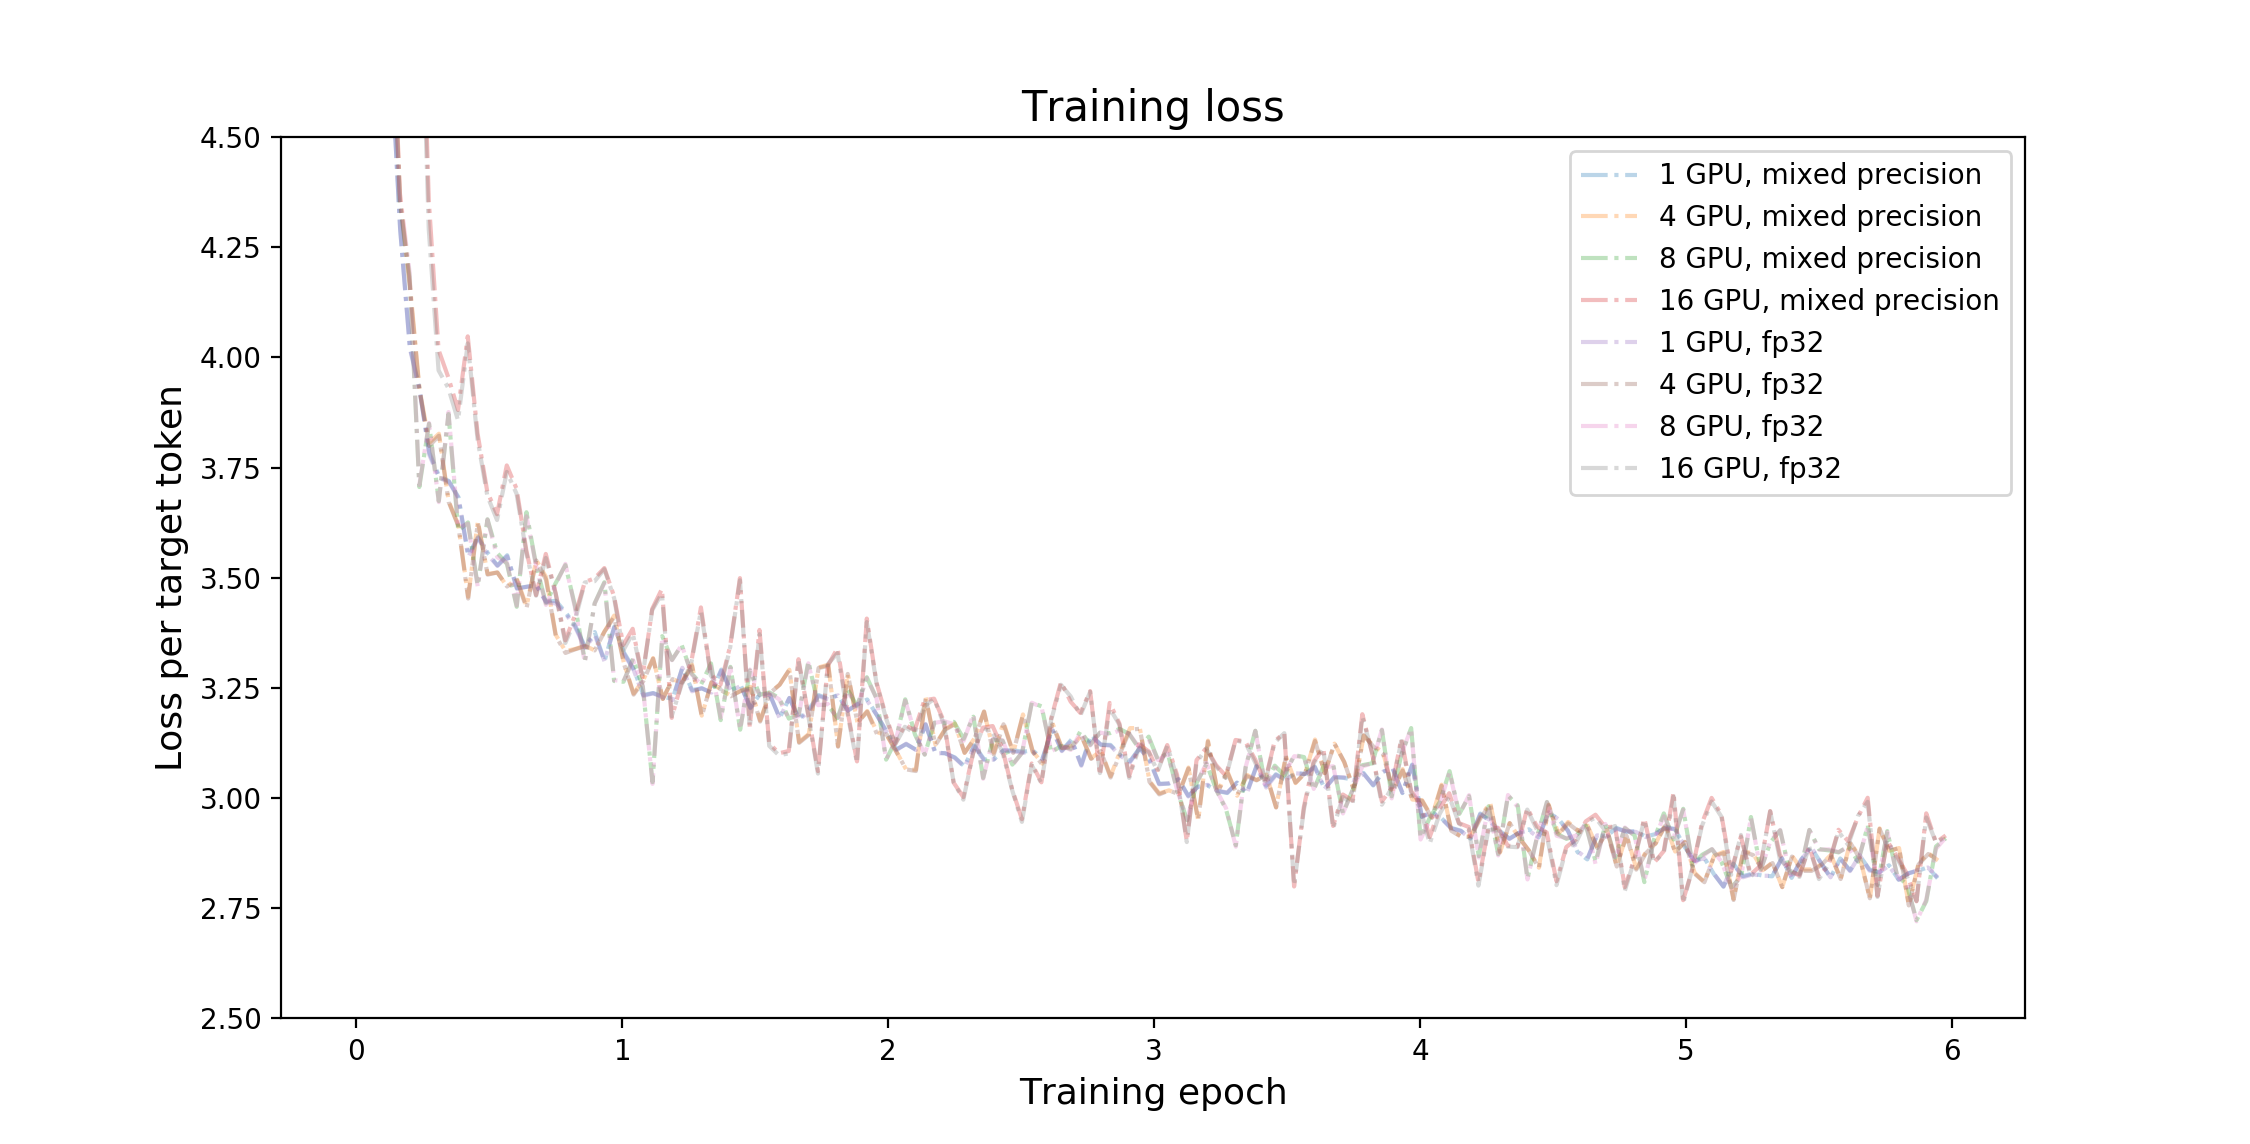 Training loss
4.50
4.25
4.00
3.75
3.50
3.25
3.00
2.75
2.50
Loss per target token
0 1 2 3 4 5 6
Training epoch
1 GPU, mixed precision
4 GPU, mixed precision
8 GPU, mixed precision
16 GPU, mixed precision
1 GPU, fp32
4 GPU, fp32
8 GPU, fp32
16 GPU, fp32